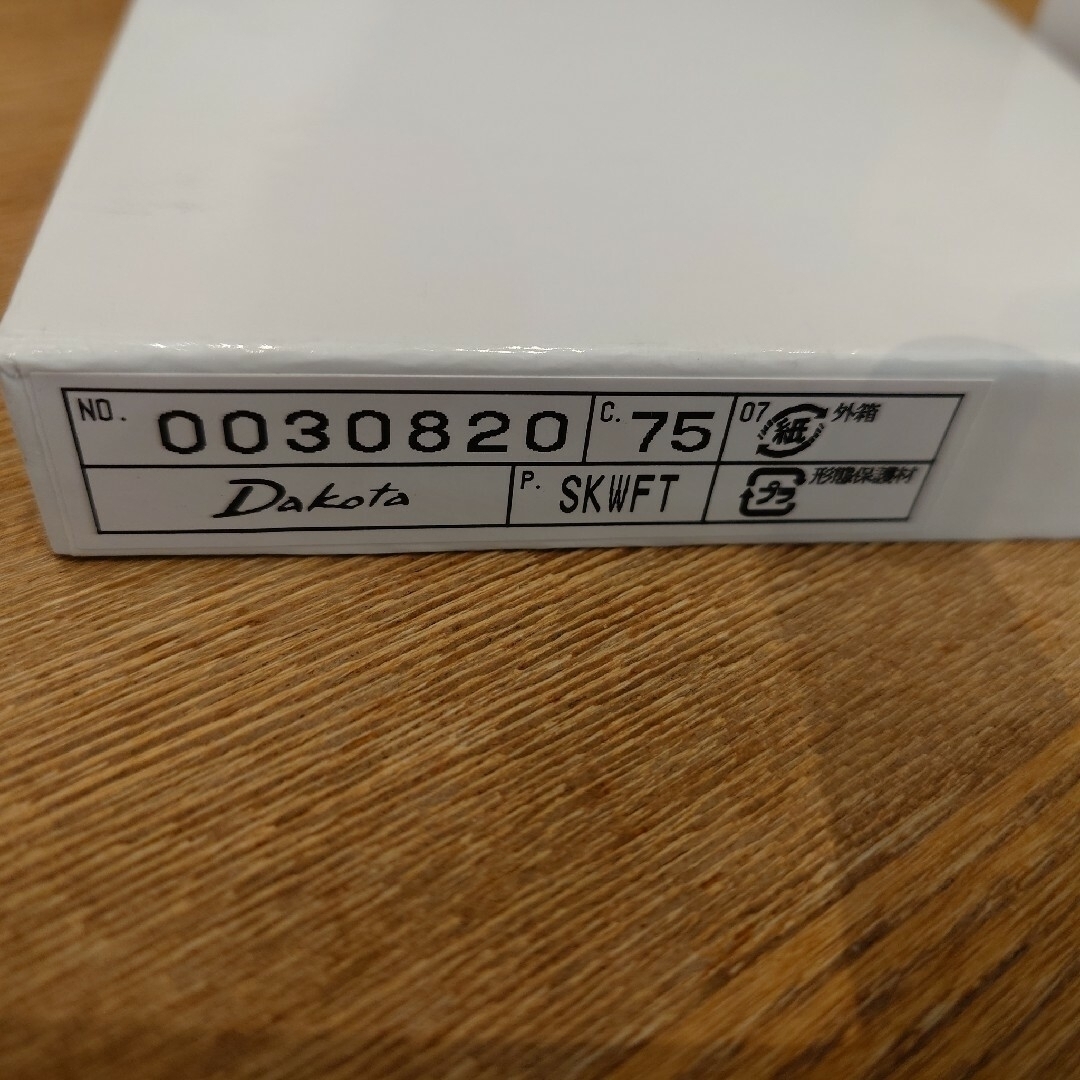 NO. 0030820 C. 75 07 紙 外箱
Dakota P. SKWFT プラ 形態保護材